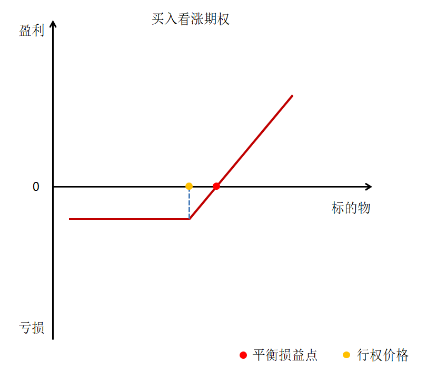 买入看涨期权
盈利
0
标的物
亏损
平衡损益点 行权价格